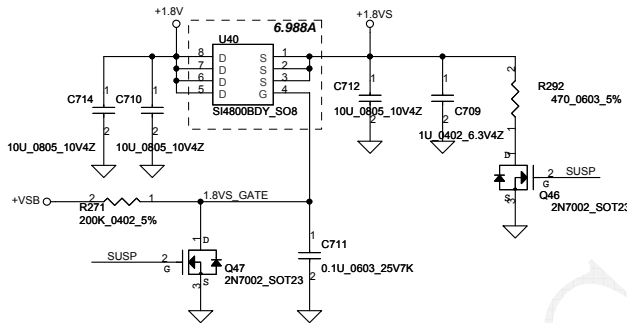 +1.8V
+1.8VS
6.988A
U40
8 D S 1
7 D S 2
6 D S 3
5 D G 4
SI4800BDY_SO8
1
C714
2
10U_0805_10V4Z
1
C710
2
10U_0805_10V4Z
1
C712
2
10U_0805_10V4Z
1
C709
2
1U_0402_6.3V4Z
2
R292
470_0603_5%
1
D
SUSP
2
G
S
3
Q46
2N7002_SOT23
+VSB
2
1
R271
200K_0402_5%
1.8VS_GATE
1
D
SUSP
2
G
S
3
Q47
2N7002_SOT23
1
C711
0.1U_0603_25V7K
2